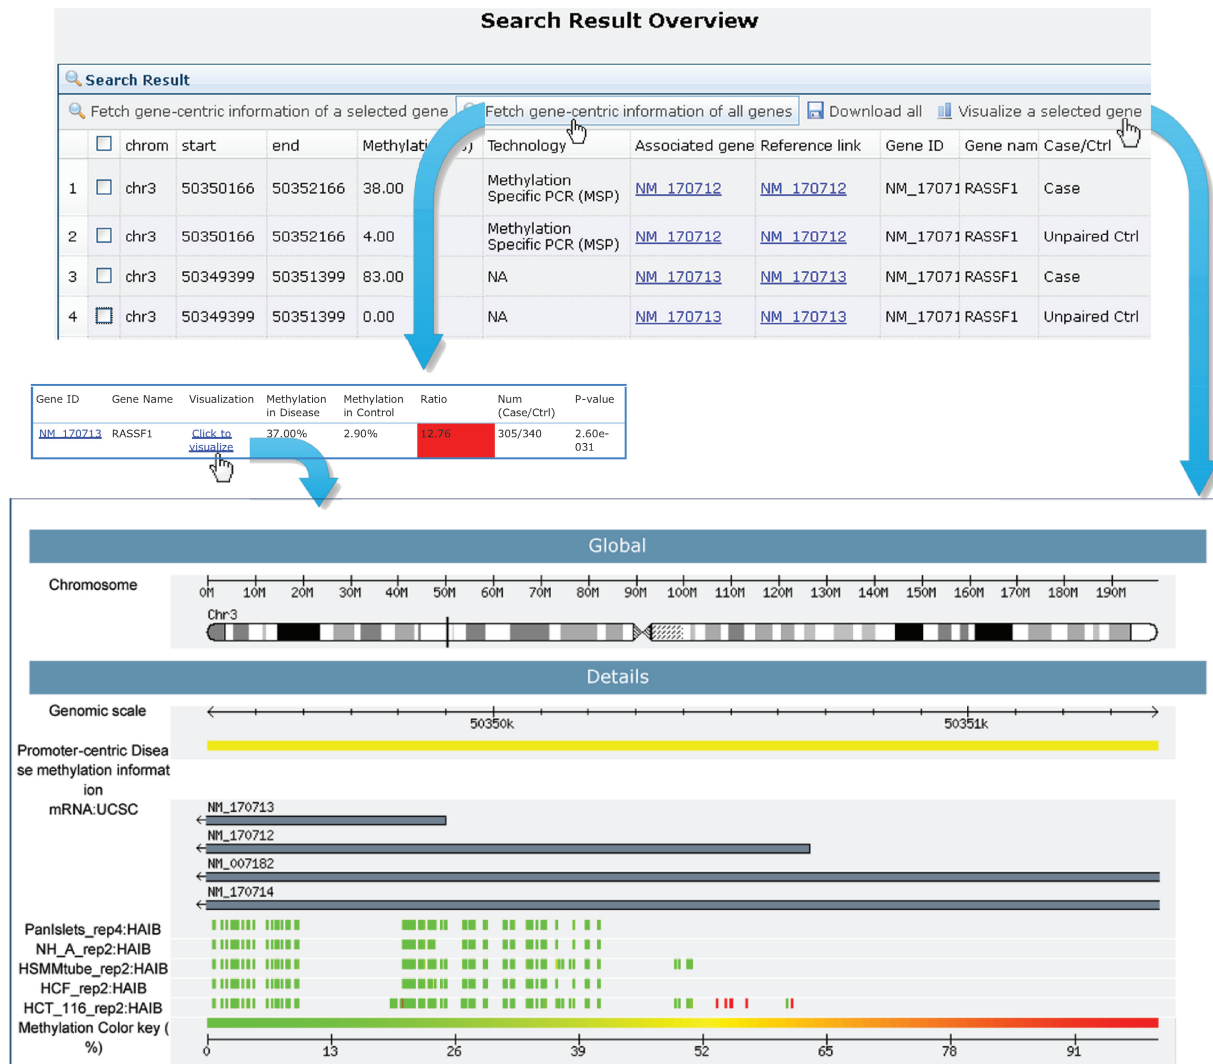 Search Result Overview
Search Result
Fetch gene-centric information of a selected gene Fetch gene-centric information of all genes Download all Visualize a selected gene
chrom start end Technology Associated gene Reference link Gene ID Gene nam Case/Ctrl
1 chr3 50350166 50352166 38.00 Methylation Specific PCR (MSP) NM_170712 NM_170712 NM_17071 RASSF1 Case
2 chr3 50350166 50352166 4.00 Methylation Specific PCR (MSP) NM_170712 NM_170712 NM_17071 RASSF1 Unpaired Ctrl
3 chr3 50349399 50351399 83.00 NA NM_170713 NM_170713 NM_17071 RASSF1 Case
4 chr3 50349399 50351399 0.00 NA NM_170713 NM_170713 NM_17071 RASSF1 Unpaired Ctrl
Gene ID Gene Name Visualization Methylation in Disease Methylation in Control Ratio Num (Case/Ctrl) P-value
NM_170713 RASSF1 Click to visualize 37.00% 2.90% 12.76 305/340 2.60e-031
Global
Chromosome
0M 10M 20M 30M 40M 50M 60M 70M 80M 90M 100M 110M 120M 130M 140M 150M 160M 170M 180M 190M
Chr3
Details
Genomic scale
50350k 50351k
Promoter-centric Disea
se methylation informat
ion
mRNA:UCSC
NM_170713
NM_170712
NM_007182
NM_170714
PanIslets_rep4:HAIB
NH_A_rep2:HAIB
HSMMtube_rep2:HAIB
HCF_rep2:HAIB
HCT_116_rep2:HAIB
Methylation Color key (
%)
0 13 26 39 52 65 78 91